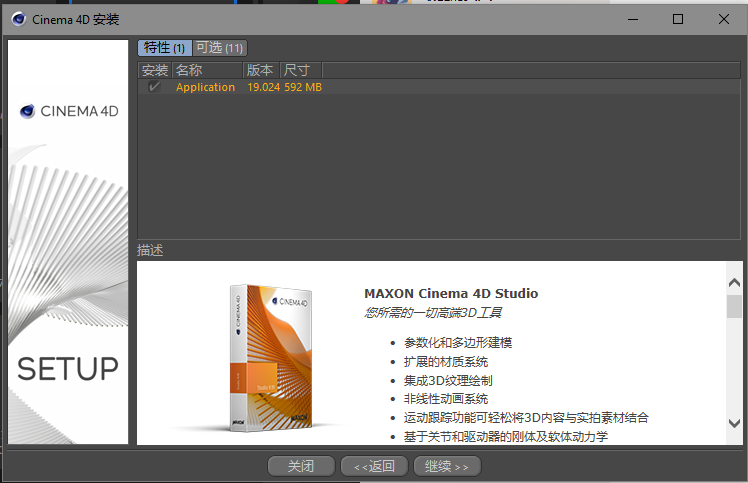 Cinema 4D 安装
CINEMA 4D
SETUP
特性 (1) 可选 (11)
安装 名称 版本 尺寸
Application 19.024 592 MB
描述
CINEMA 4D
MAXON
MAXON Cinema 4D Studio
您所需的一切高端3D工具
• 参数化和多边形建模
• 扩展的材质系统
• 集成3D纹理绘制
• 非线性动画系统
• 运动跟踪功能可轻松将3D内容与实拍素材结合
• 基于关节和驱动器的刚体及软体动力学
关闭 <<返回 继续 >>